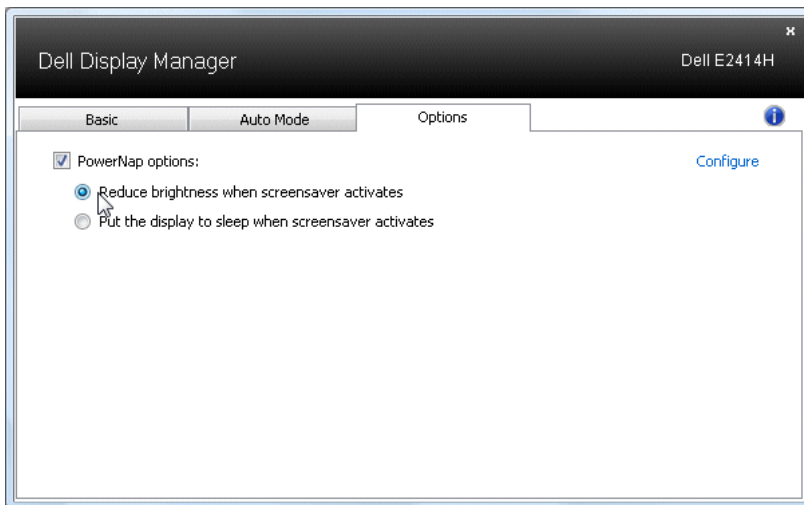 x
Dell Display Manager Dell E2414H
Basic Auto Mode Options
PowerNap options: Configure
Reduce brightness when screensaver activates
Put the display to sleep when screensaver activates